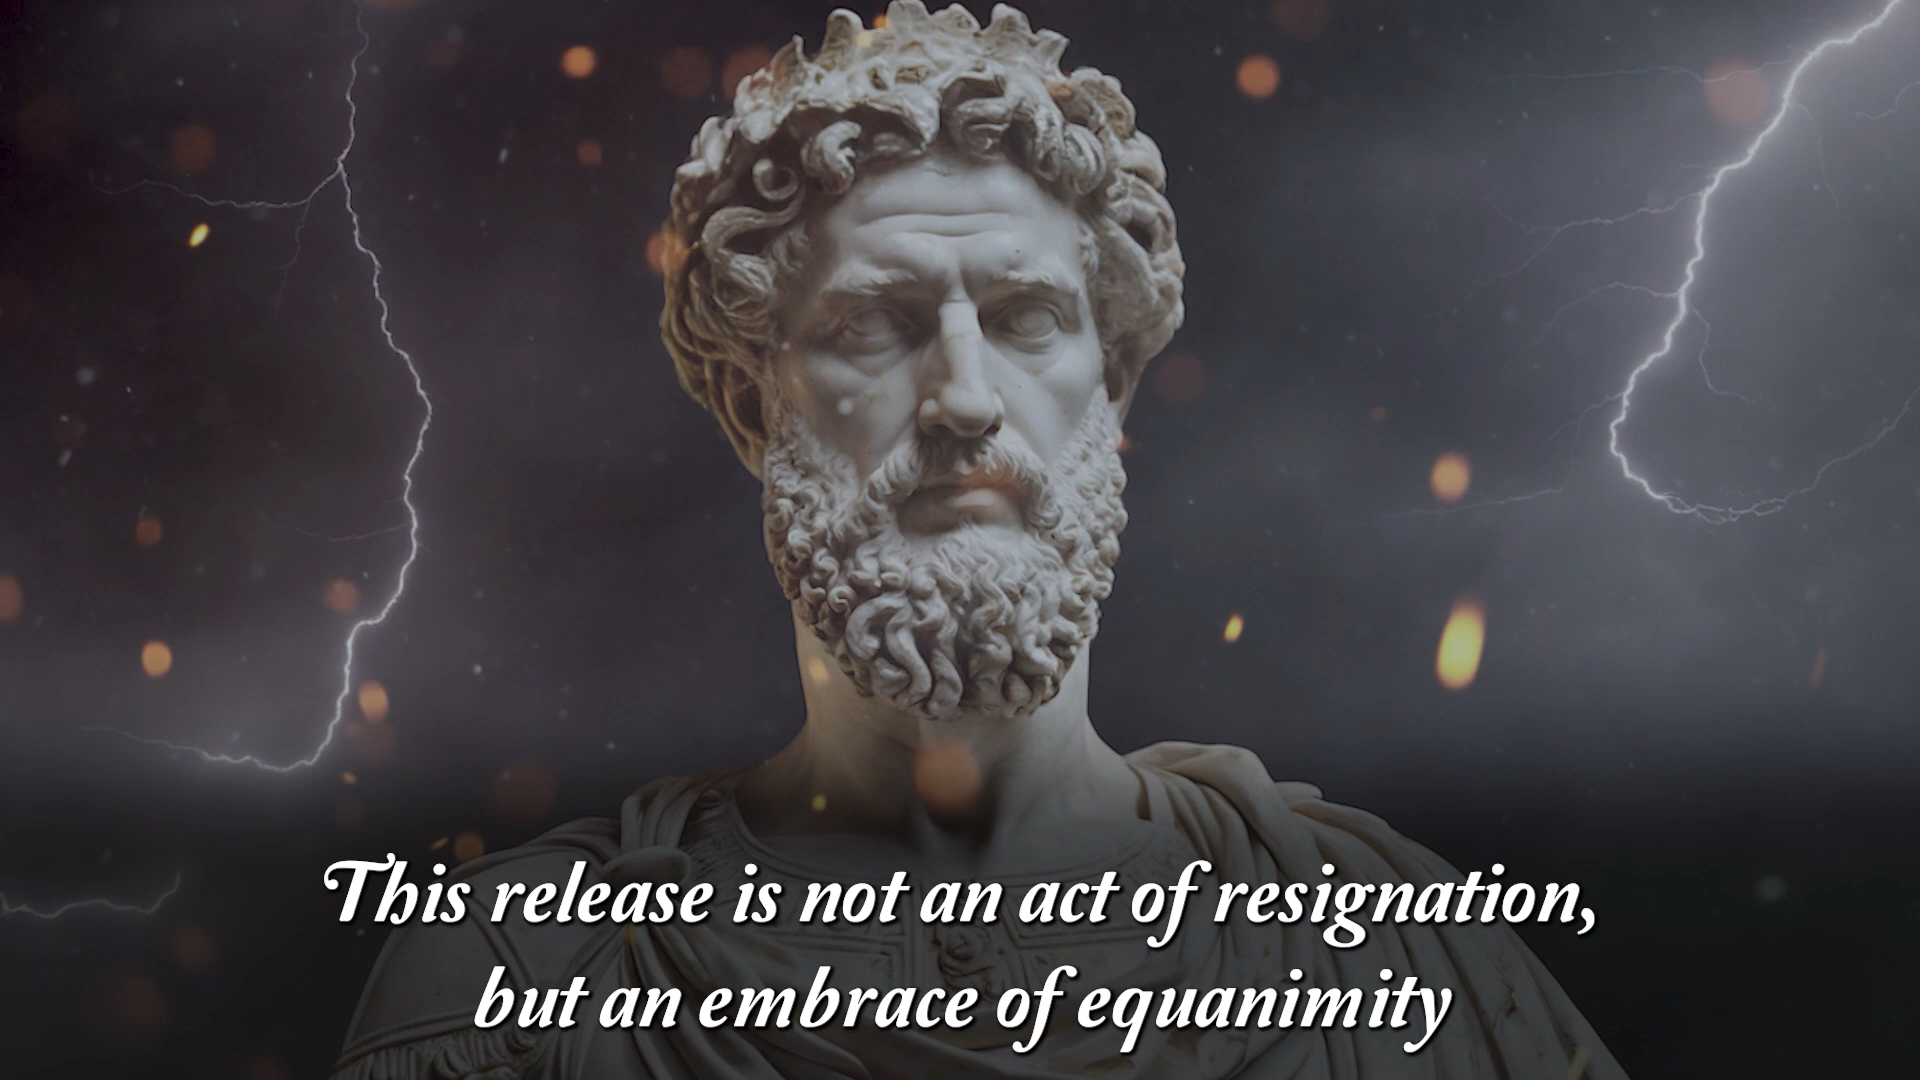 This release is not an act of resignation,
but an embrace of equanimity